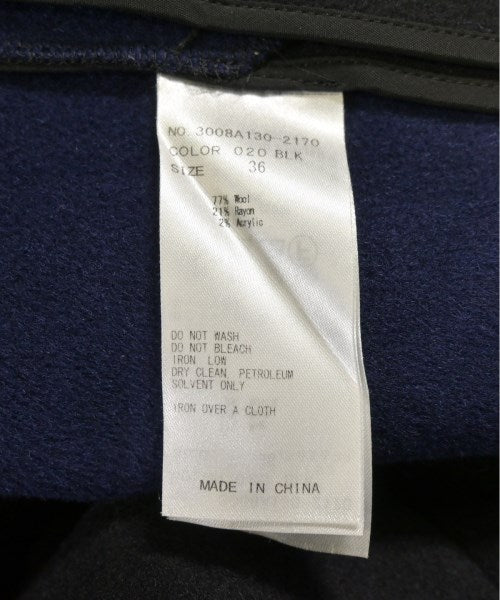 NO. 3008A130-2170
COLOR 020 BLK
SIZE 36
77% Wool
21% Rayon
2% Acrylic
DO NOT WASH
DO NOT BLEACH
IRON LOW
DRY CLEAN PETROLEUM
SOLVENT ONLY
IRON OVER A CLOTH
MADE IN CHINA